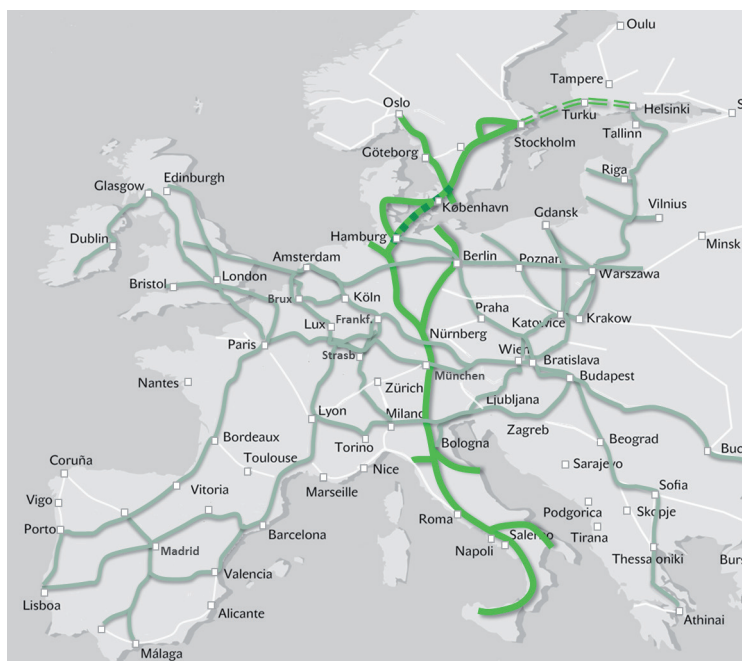 Oulu
Tampere
Oslo
Turku
Helsinki
S
Tallinn
Stockholm
Göteborg
Riga
Glasgow
Edinburgh
København
Gdansk
Vilnius
Dublin
Hamburg
Minsk
Amsterdam
Berlin
Poznan
Warszawa
Bristol
London
Brux
Köln
Praha
Lux
Frankf.
Katowice
Krakow
Paris
Nürnberg
Strasb
Wien
Bratislava
München
Budapest
Nantes
Zürich
Ljubljana
Lyon
Milano
Zagreb
Torino
Bologna
Beograd
Buc
Bordeaux
Coruña
Toulouse
Nice
Sarajevo
Marseille
Sofia
Vigo
Vitoria
Podgorica
Skopje
Porto
Roma
Salerno
Tirana
Barcelona
Napoli
Madrid
Thessaloniki
Burs
Valencia
Lisboa
Alicante
Athinai
Málaga